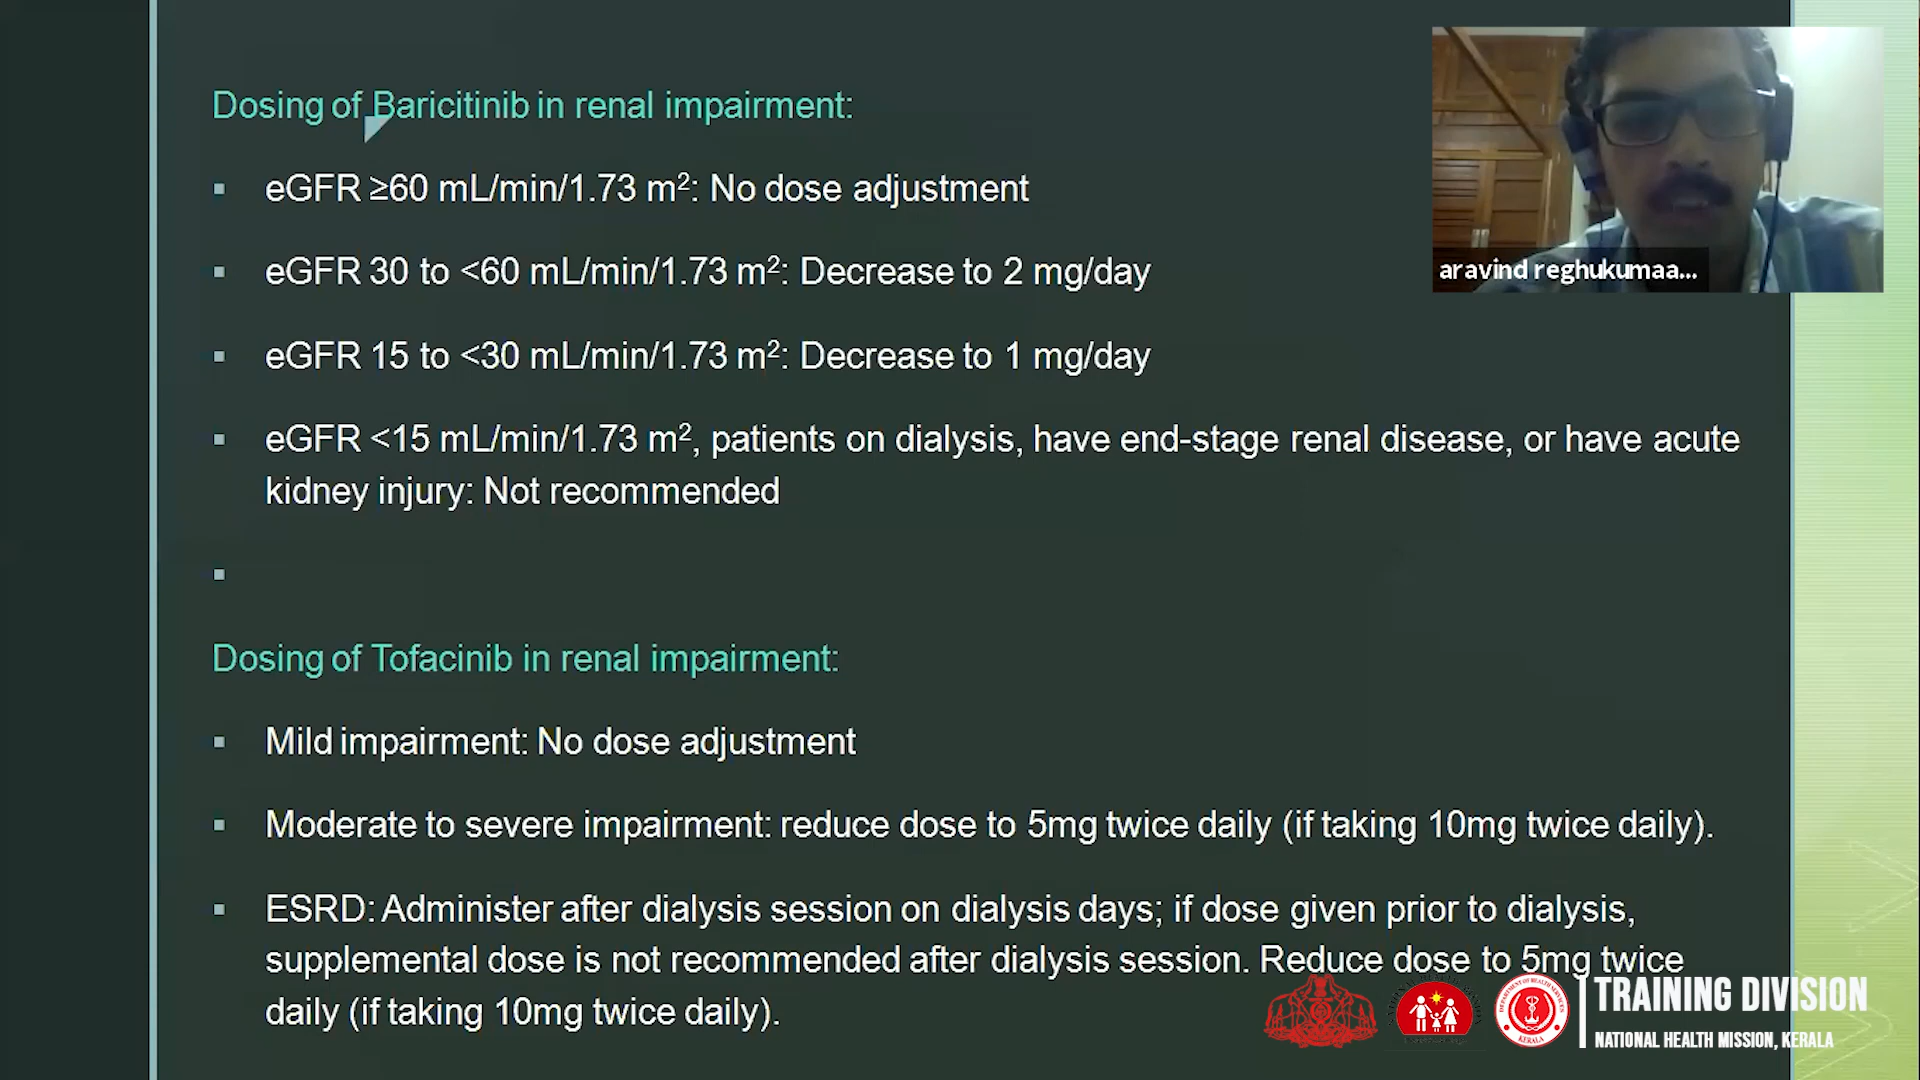 Dosing of Baricitinib in renal impairment:
▪ eGFR ≥60 mL/min/1.73 m²: No dose adjustment
▪ eGFR 30 to <60 mL/min/1.73 m²: Decrease to 2 mg/day
▪ eGFR 15 to <30 mL/min/1.73 m²: Decrease to 1 mg/day
▪ eGFR <15 mL/min/1.73 m², patients on dialysis, have end-stage renal disease, or have acute
kidney injury: Not recommended
▪
Dosing of Tofacinib in renal impairment:
▪ Mild impairment: No dose adjustment
▪ Moderate to severe impairment: reduce dose to 5mg twice daily (if taking 10mg twice daily).
▪ ESRD: Administer after dialysis session on dialysis days; if dose given prior to dialysis,
supplemental dose is not recommended after dialysis session. Reduce dose to 5mg twice
daily (if taking 10mg twice daily).
aravind reghukumaa...
KERALA
TRAINING DIVISION
NATIONAL HEALTH MISSION, KERALA